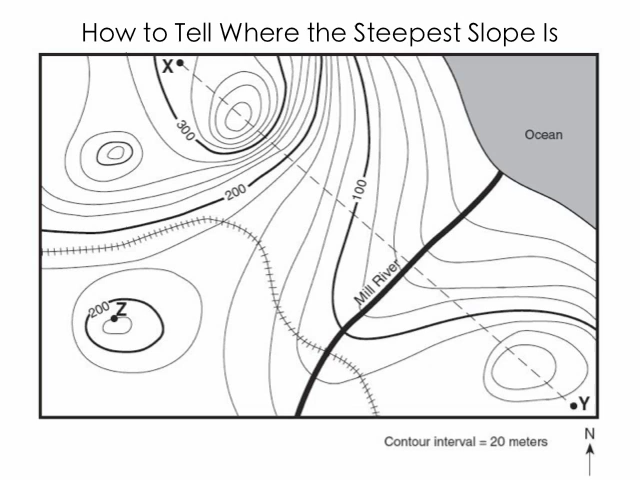 How to Tell Where the Steepest Slope Is
X
300
Ocean
200
100
Mill River
200
Z
Y
Contour interval = 20 meters
N